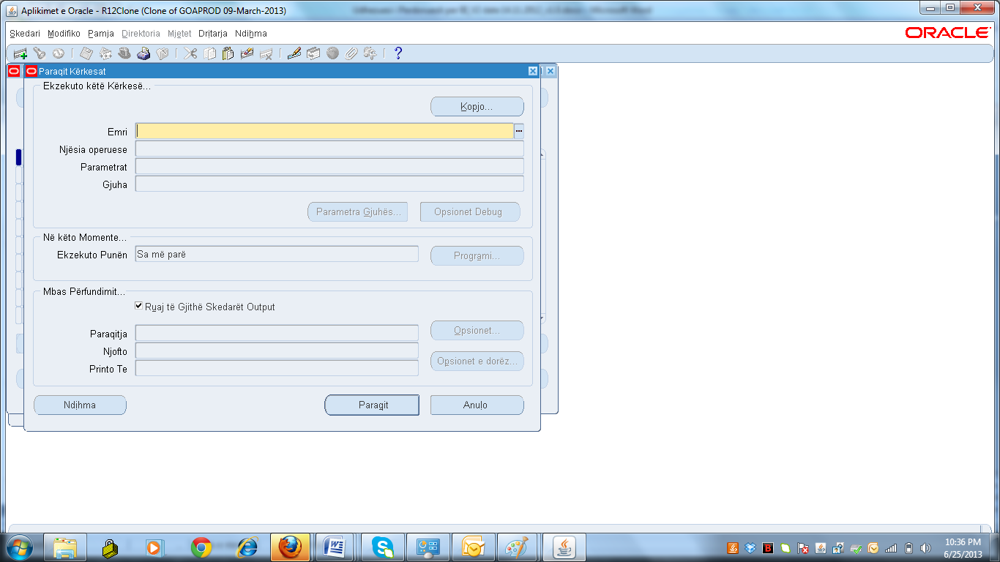 Aplikimet e Oracle - R12Clone (Clone of GOAPROD 09-March-2013)
Skedari Modifiko Pamja Direktoria Mjetet Dritarja Ndihma
ORACLE
Paraqit Kërkesat
Ekzekuto këtë Kërkesë...
Kopjo...
Emri
Njësia operuese
Parametrat
Gjuha
Parametra Gjuhës...
Opsionet Debug
Në këto Momente...
Ekzekuto Punën
Sa më parë
Programi...
Mbas Përfundimit...
Ruaj të Gjithë Skedarët Output
Paraqitja
Opsionet...
Njofto
Opsionet e dorëz...
Printo Te
Ndihma
Paraqit
Anulo
10:36 PM
6/25/2013